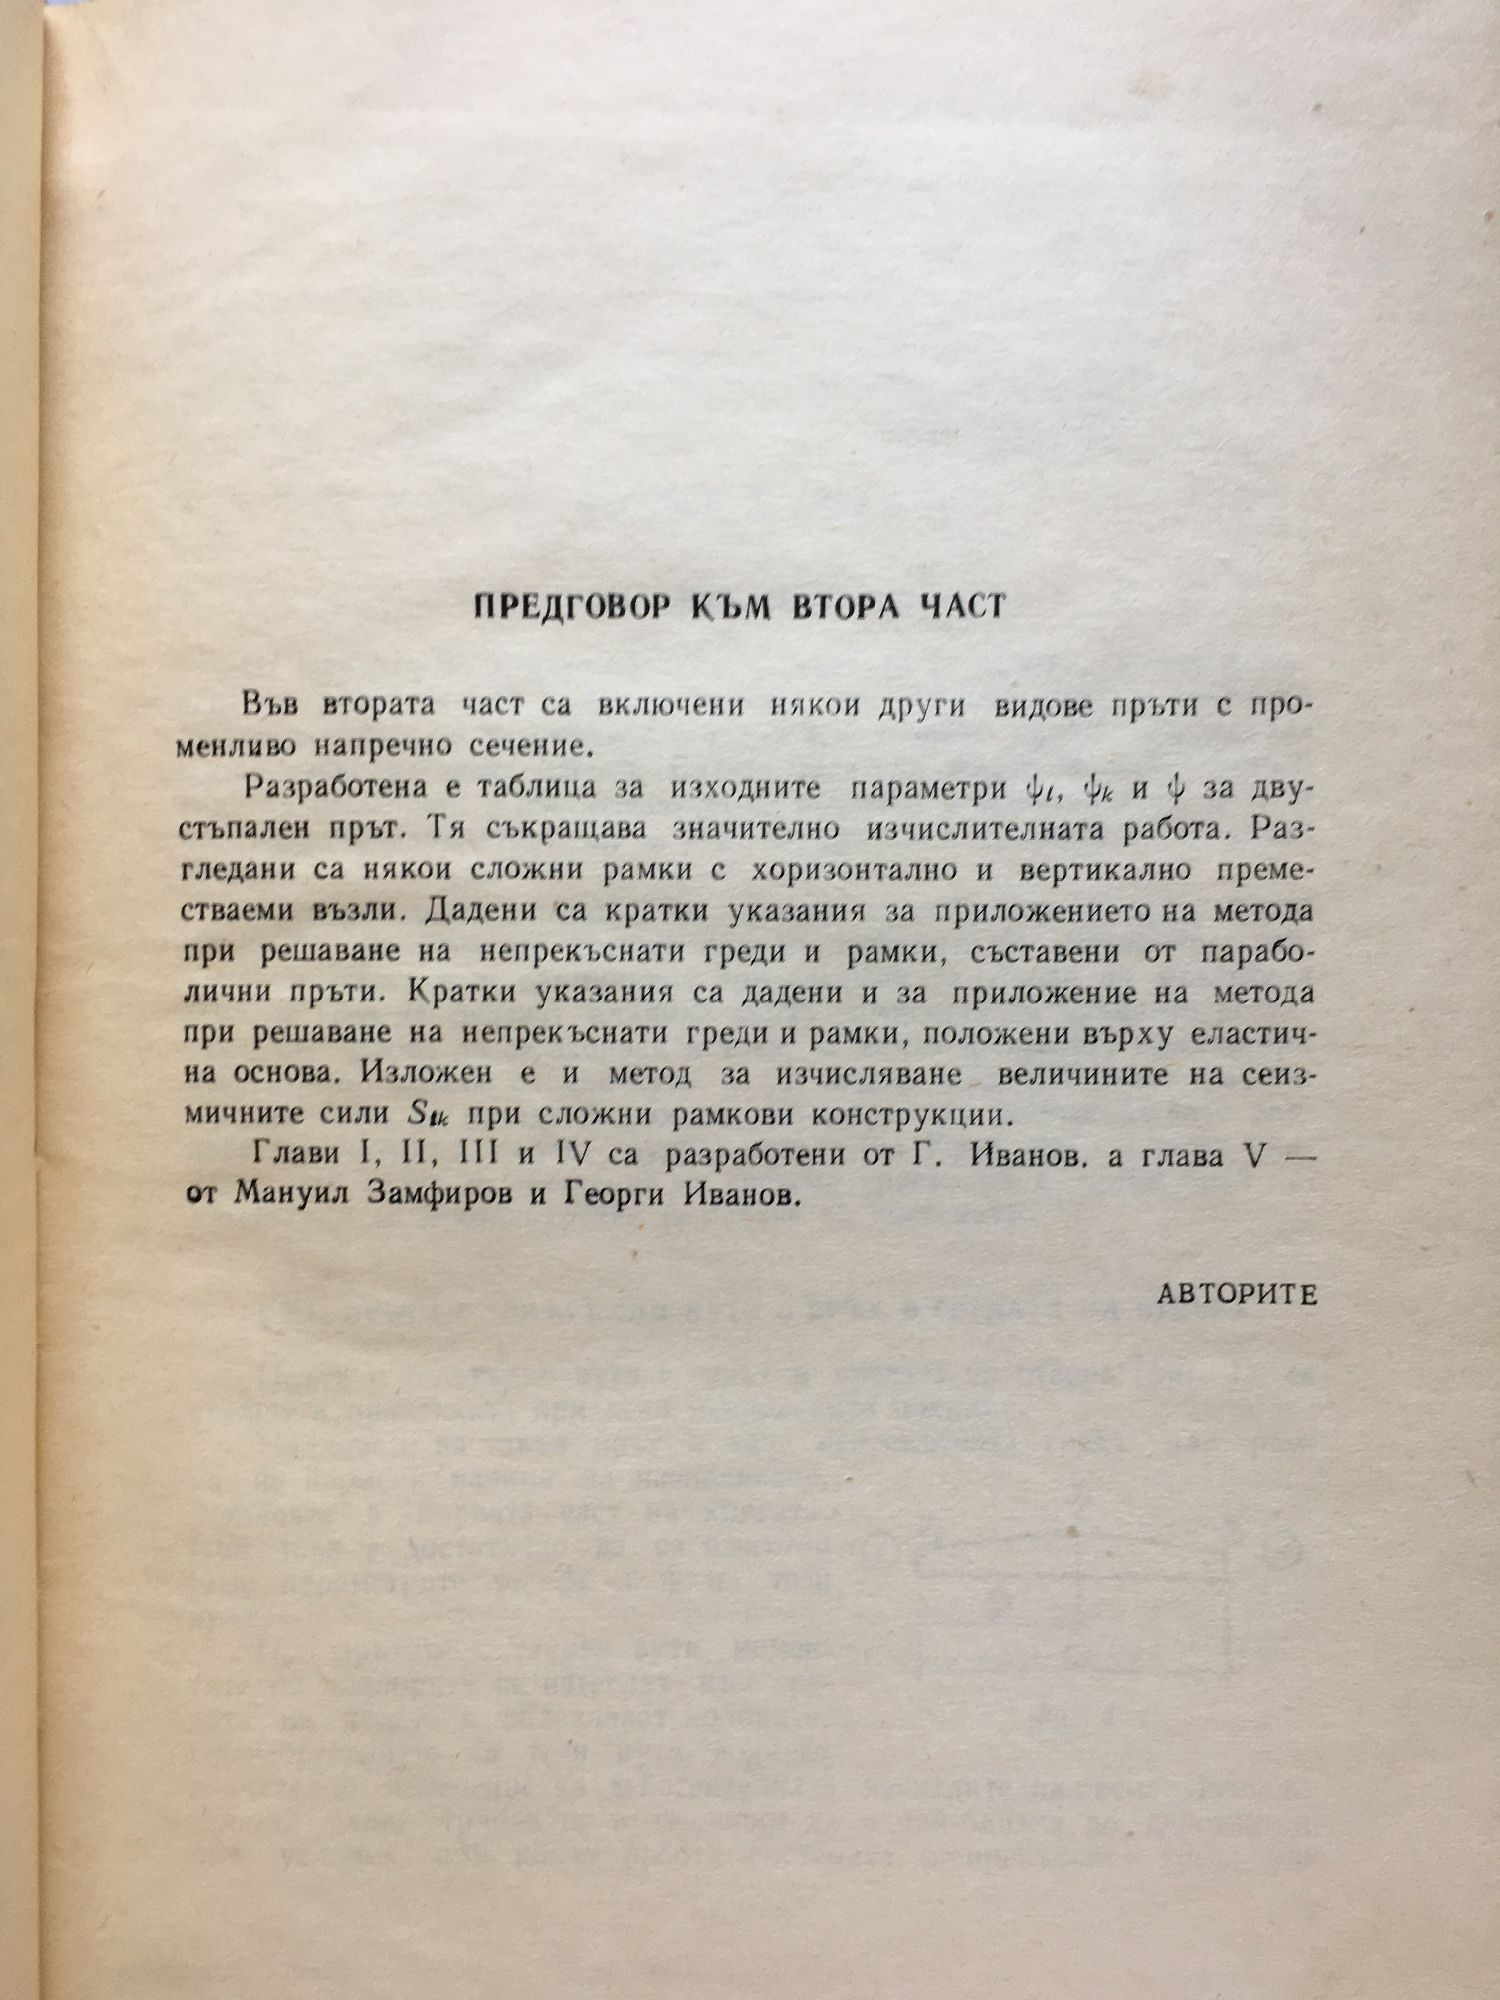 ПРЕДГОВОР КЪМ ВТОРА ЧАСТ
Във втората част са включени някои други видове пръти с про-
менливо напречно сечение.
Разработена е таблица за изходните параметри ψi, ψk и ψ за дву-
стъпален прът. Тя съкращава значително изчислителната работа. Раз-
гледани са някои сложни рамки с хоризонтално и вертикално преме-
ствaеми възли. Дадени са кратки указания за приложението на метода
при решаване на непрекъснати греди и рамки, съставени от парабо-
лични пръти. Кратки указания са дадени и за приложение на метода
при решаване на непрекъснати греди и рамки, положени върху еластич-
на основа. Изложен е и метод за изчисляване величините на сеиз-
мичните сили Sik при сложни рамкови конструкции.
Глави I, II, III и IV са разработени от Г. Иванов. а глава V —
от Мануил Замфиров и Георги Иванов.
АВТОРИТЕ